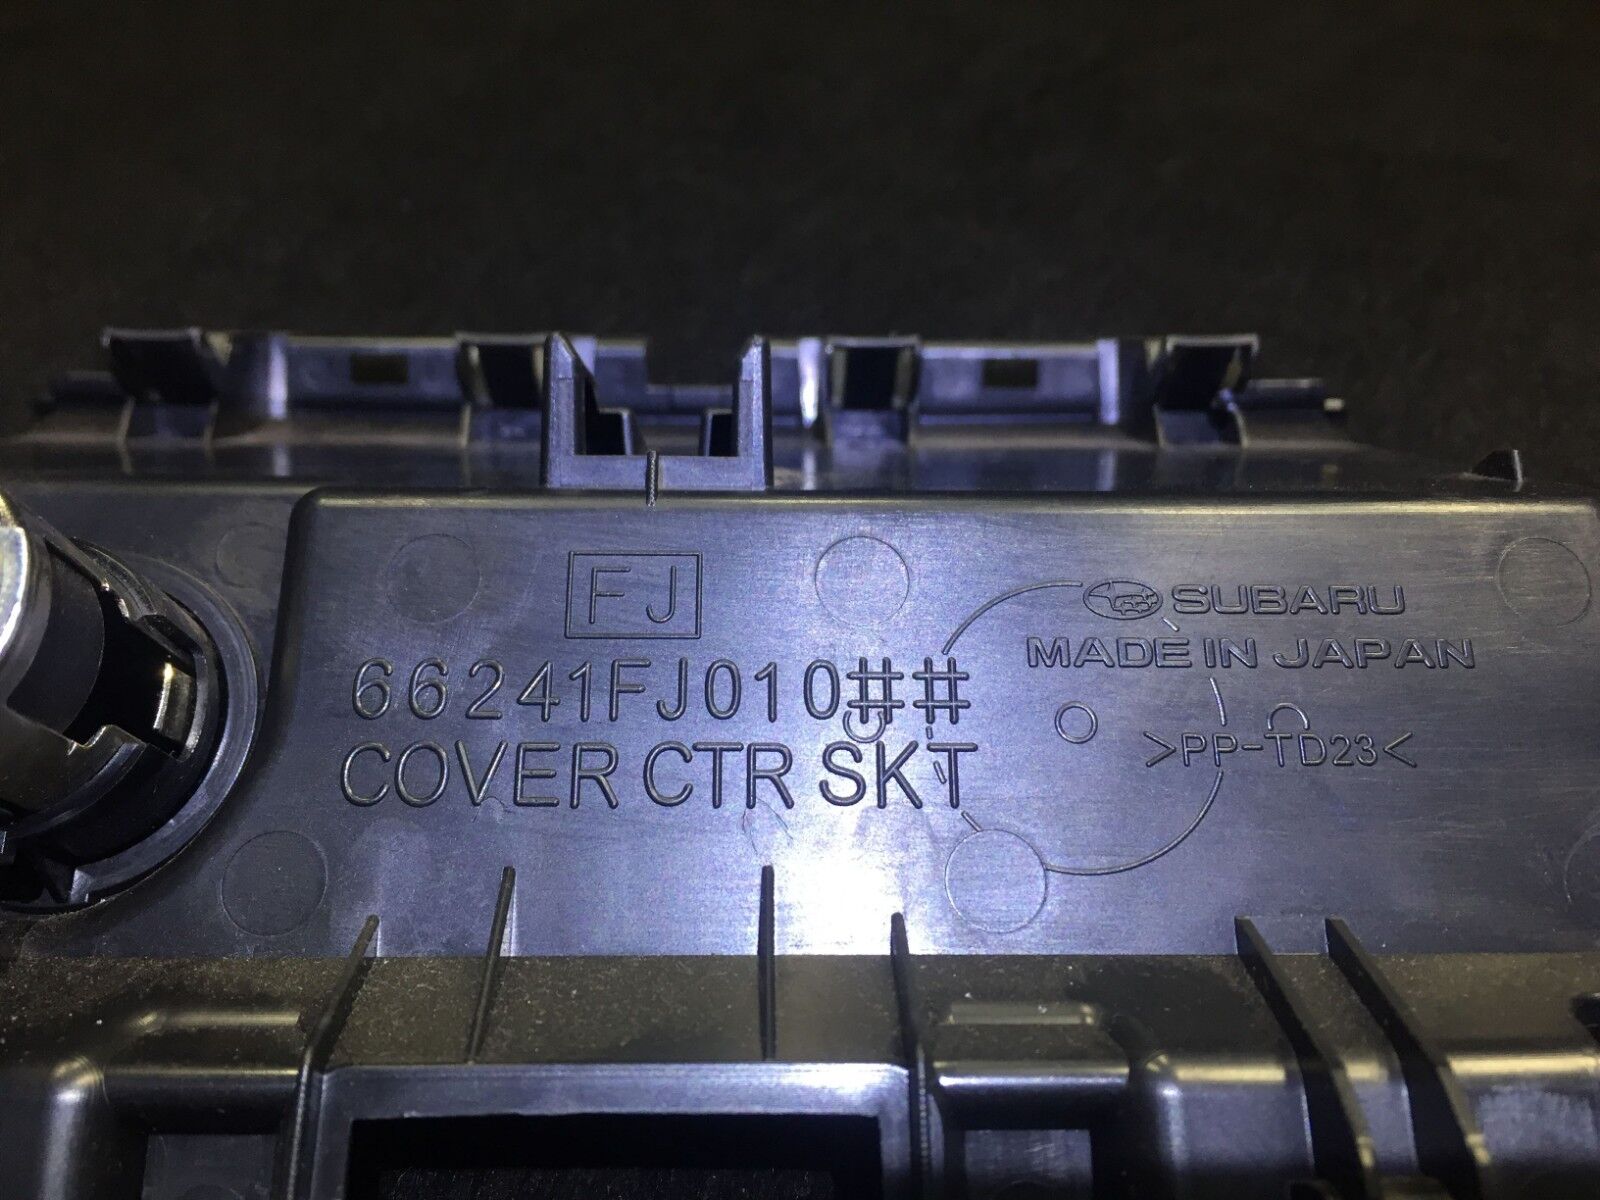 FJ
66241FJ010##
COVER CTR SKT
SUBARU
MADE IN JAPAN
>PP-TD23<